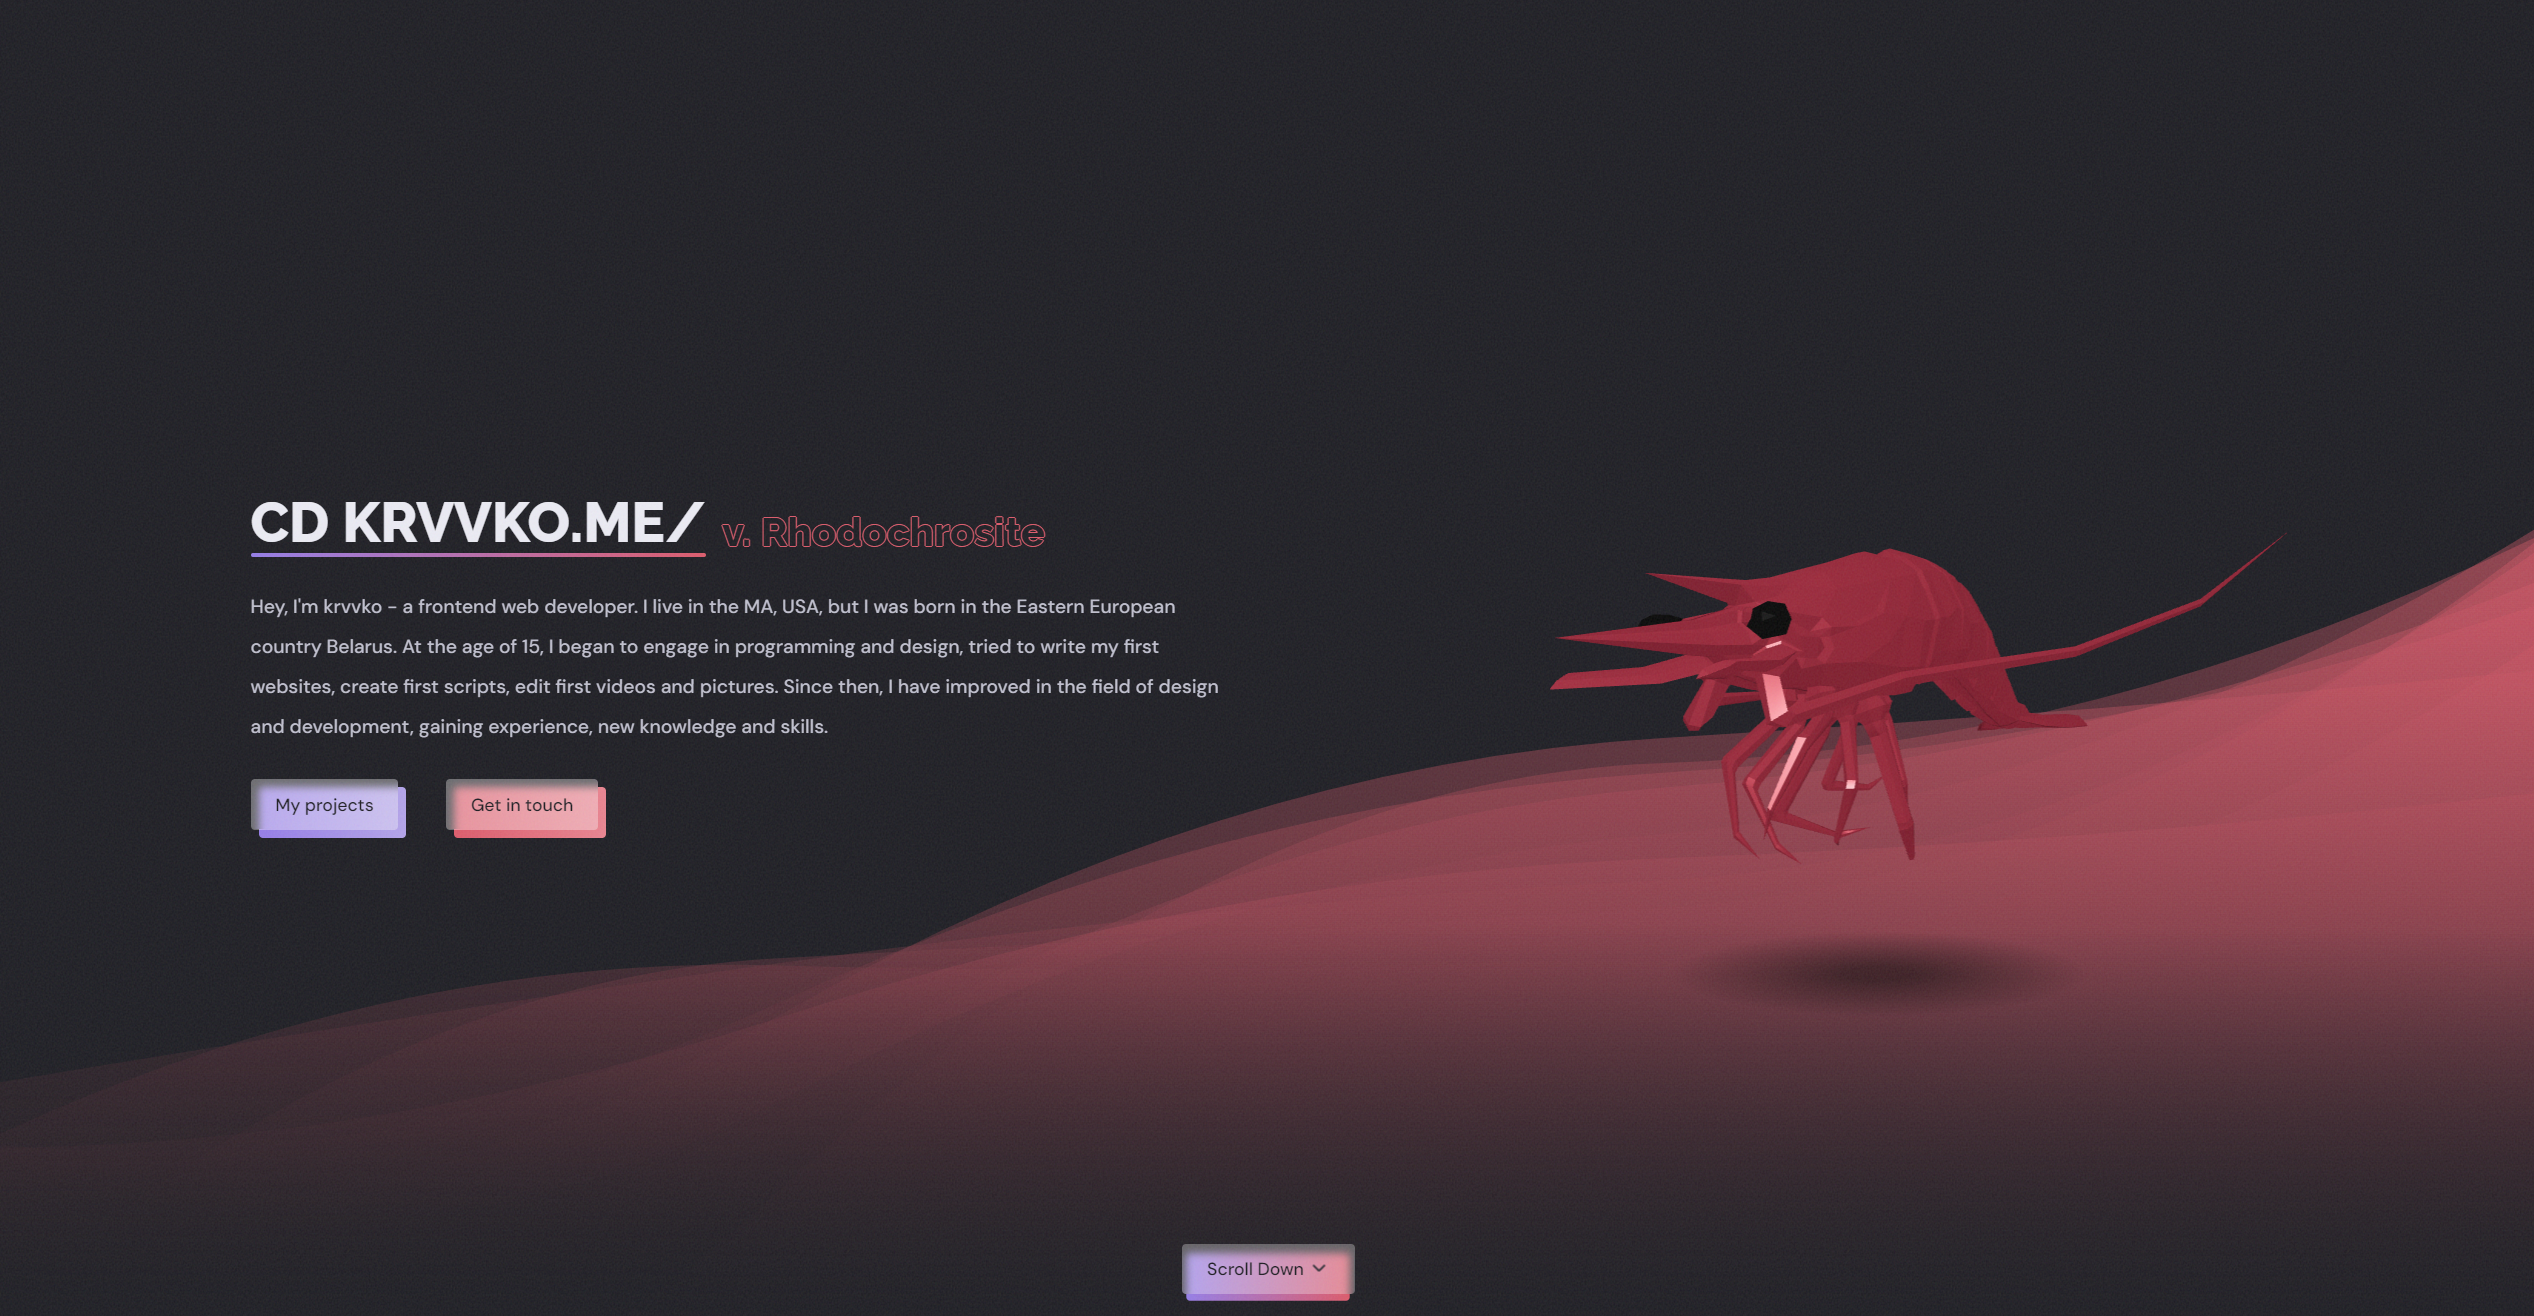 CD KRVVKO.ME/ v. Rhodochrosite
Hey, I'm krvvko - a frontend web developer. I live in the MA, USA, but I was born in the Eastern European
country Belarus. At the age of 15, I began to engage in programming and design, tried to write my first
websites, create first scripts, edit first videos and pictures. Since then, I have improved in the field of design
and development, gaining experience, new knowledge and skills.
My projects
Get in touch
Scroll Down